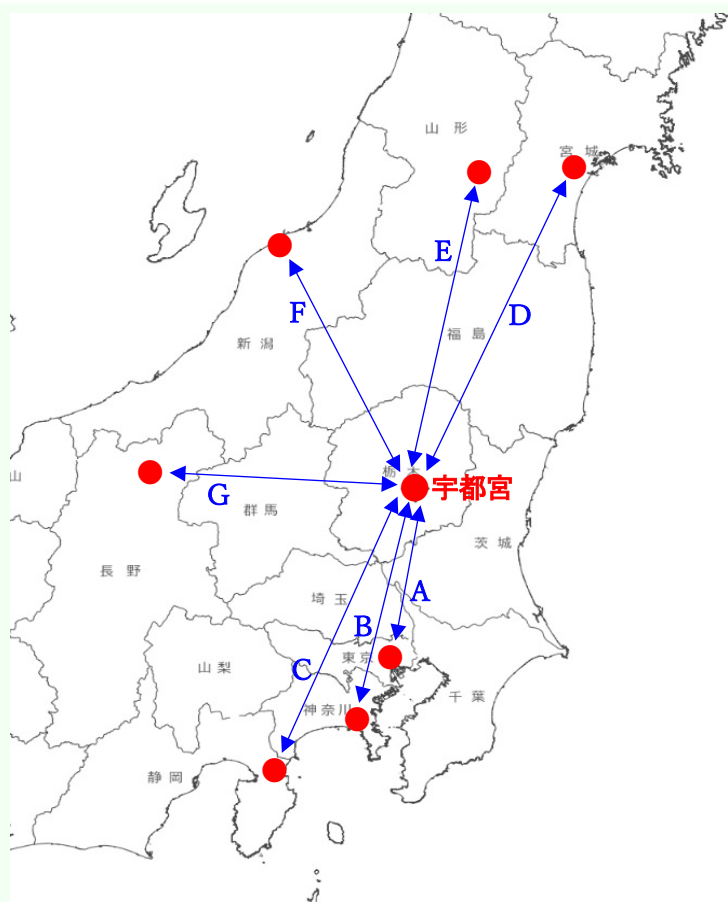 山 形
宮 城
E
D
F
福 島
新 潟
山
栃 木
宇都宮
G
群 馬
茨 城
長 野
埼 玉
A
B
C
東 京
山 梨
千 葉
神 奈 川
静 岡